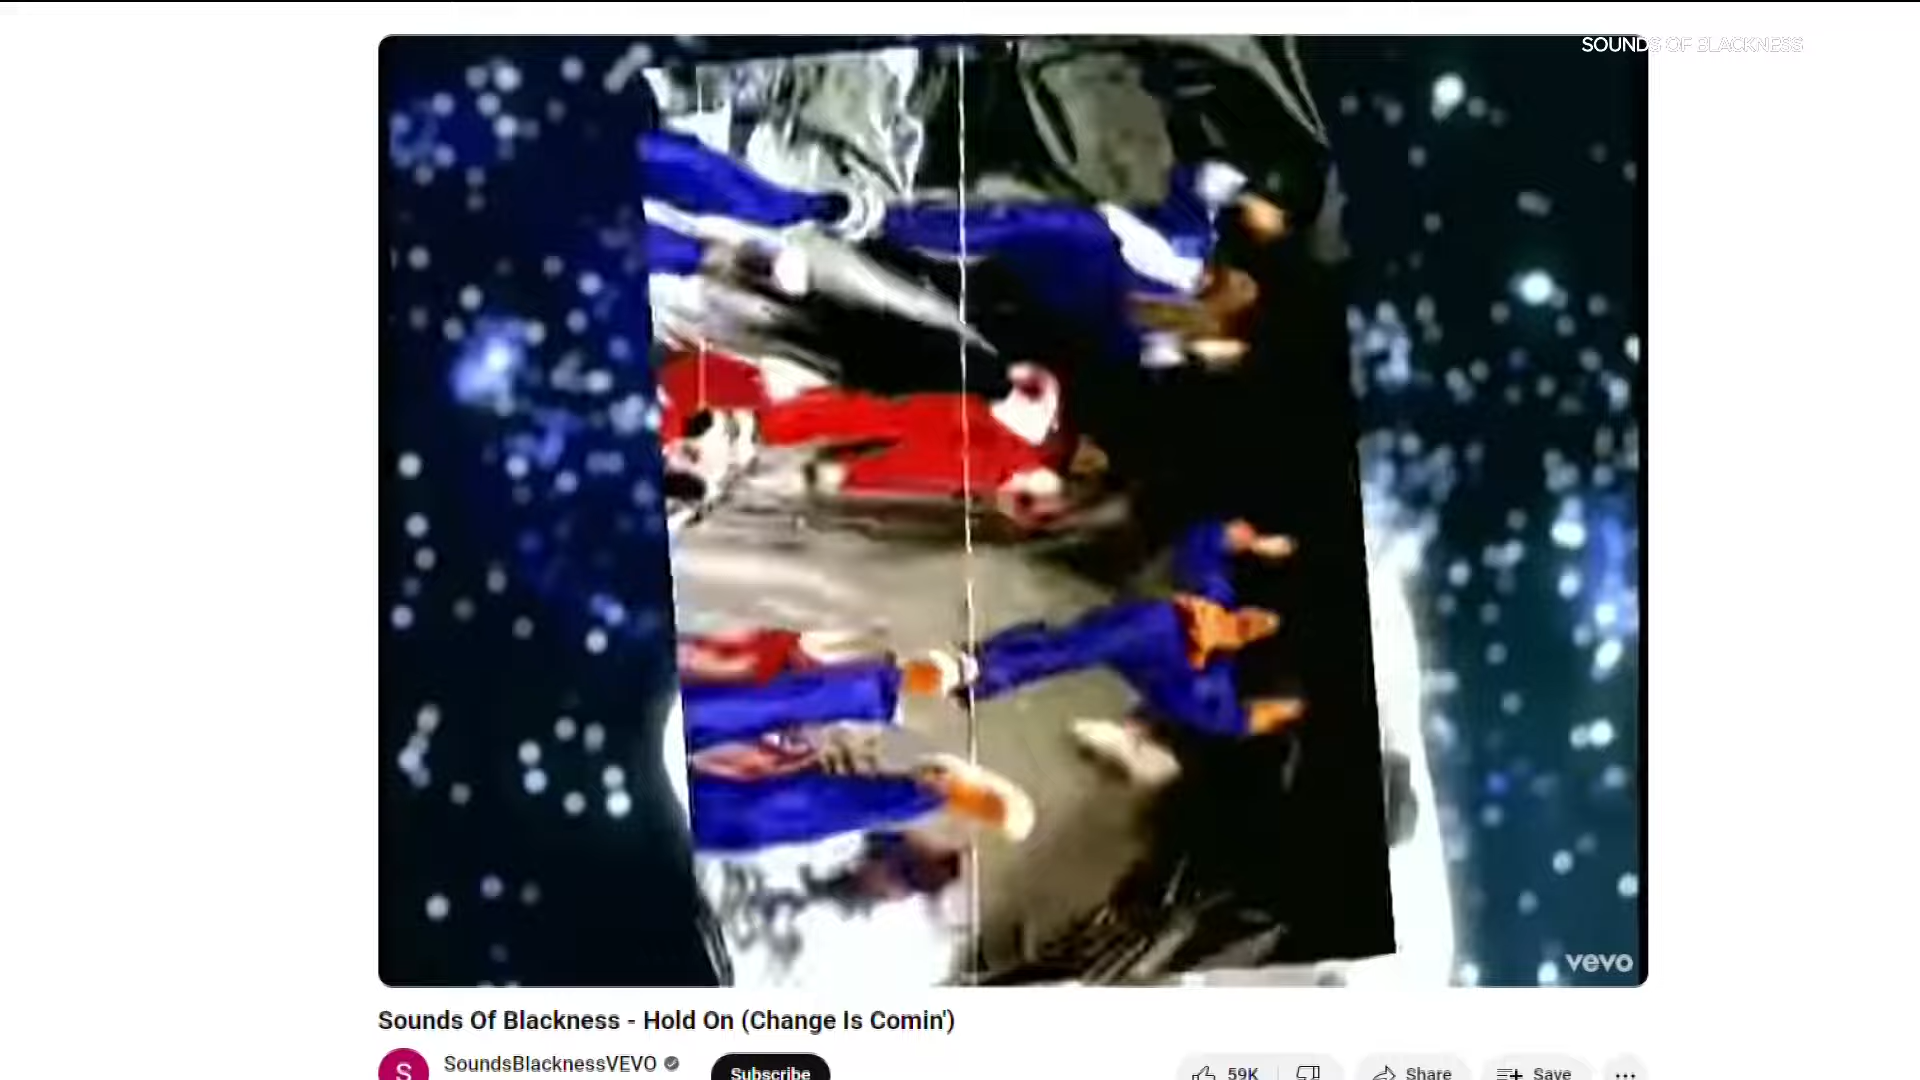 SOUNDS OF BLACKNESS
vevo
Sounds Of Blackness - Hold On (Change Is Comin')
S
SoundsBlacknessVEVO
Subscribe
59K
Share
Save